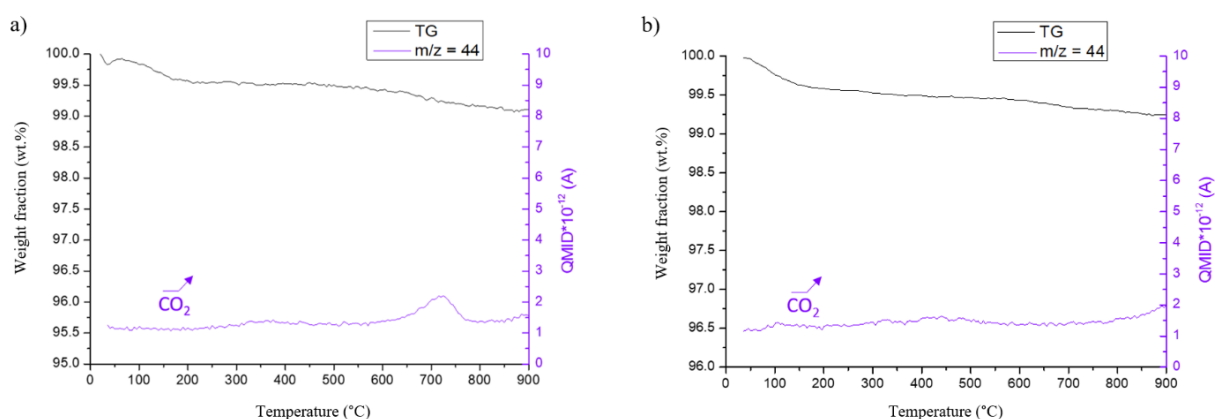 a)
TG
m/z = 44
100.0
99.5
99.0
98.5
98.0
97.5
97.0
96.5
96.0
95.5
95.0
Weight fraction (wt.%)
10
9
8
7
6
5
4
3
2
1
0
QMID*10⁻¹² (A)
CO₂
0 100 200 300 400 500 600 700 800 900
Temperature (°C)
b)
TG
m/z = 44
100.0
99.5
99.0
98.5
98.0
97.5
97.0
96.5
96.0
Weight fraction (wt.%)
10
9
8
7
6
5
4
3
2
1
0
QMID*10⁻¹² (A)
CO₂
0 100 200 300 400 500 600 700 800 900
Temperature (°C)